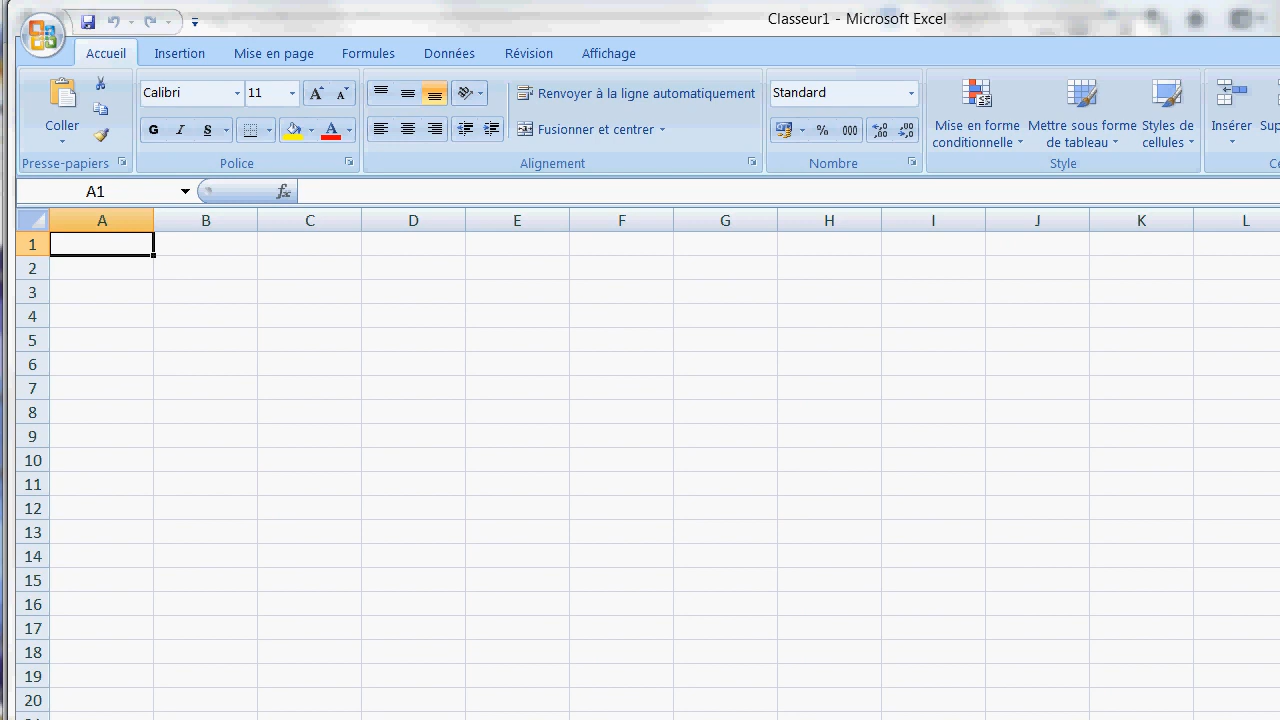 Classeur1 - Microsoft Excel
Accueil Insertion Mise en page Formules Données Révision Affichage
Calibri 11 Renvoyer à la ligne automatiquement Standard
Coller G I S A Fusionner et centrer % 000 Mise en forme conditionnelle Mettre sous forme de tableau Styles de cellules Insérer
Presse-papiers Police Alignement Nombre Style
A1 fx
A B C D E F G H I J K L
1
2
3
4
5
6
7
8
9
10
11
12
13
14
15
16
17
18
19
20